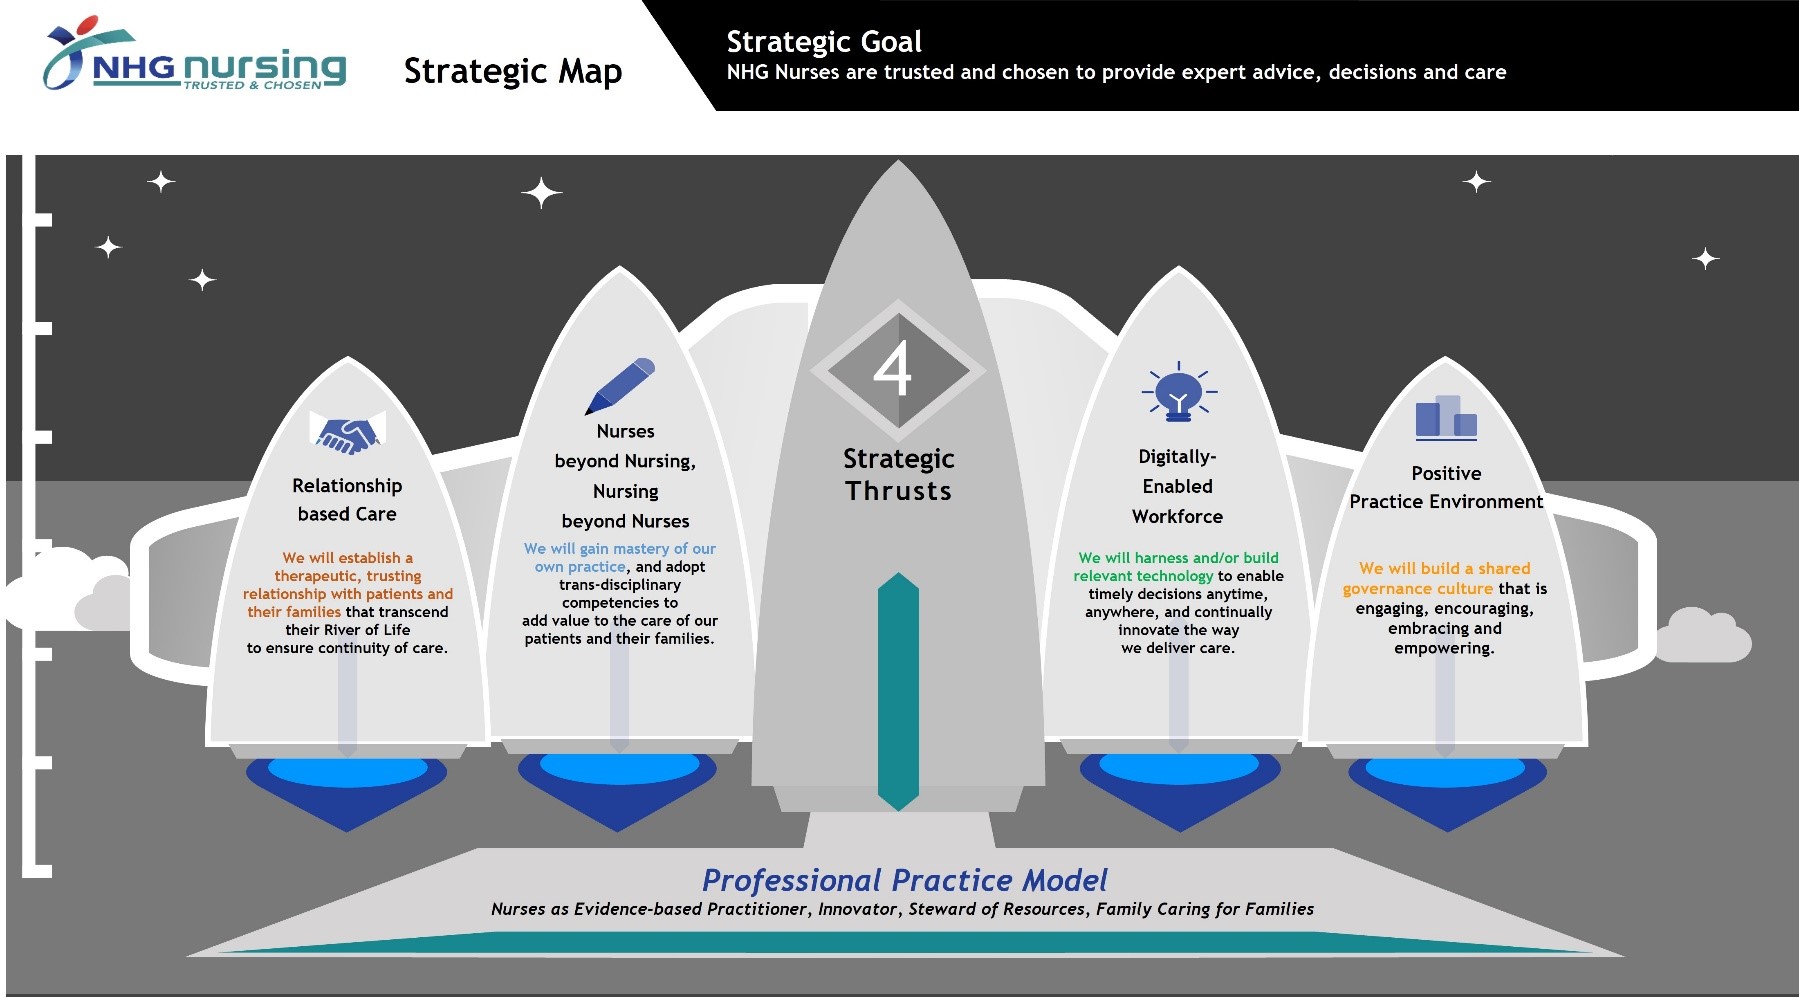 NHG nursing
TRUSTED & CHOSEN
Strategic Map
Strategic Goal
NHG Nurses are trusted and chosen to provide expert advice, decisions and care
Relationship
based Care
We will establish a
therapeutic, trusting
relationship with patients and
their families that transcend
their River of Life
to ensure continuity of care.
Nurses
beyond Nursing,
Nursing
beyond Nurses
We will gain mastery of our
own practice, and adopt
trans-disciplinary
competencies to
add value to the care of our
patients and their families.
4
Strategic
Thrusts
Digitally-
Enabled
Workforce
We will harness and/or build
relevant technology to enable
timely decisions anytime,
anywhere, and continually
innovate the way
we deliver care.
Positive
Practice Environment
We will build a shared
governance culture that is
engaging, encouraging,
embracing and
empowering.
Professional Practice Model
Nurses as Evidence-based Practitioner, Innovator, Steward of Resources, Family Caring for Families